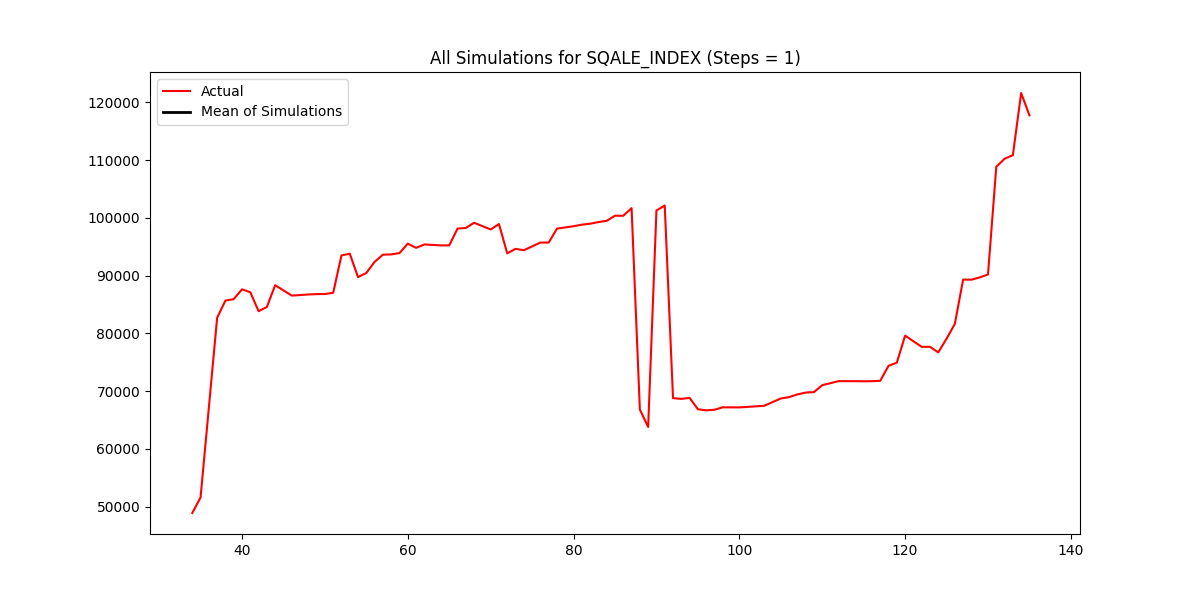 All Simulations for SQALE_INDEX (Steps = 1)
Actual
Mean of Simulations
120000
110000
100000
90000
80000
70000
60000
50000
40 60 80 100 120 140